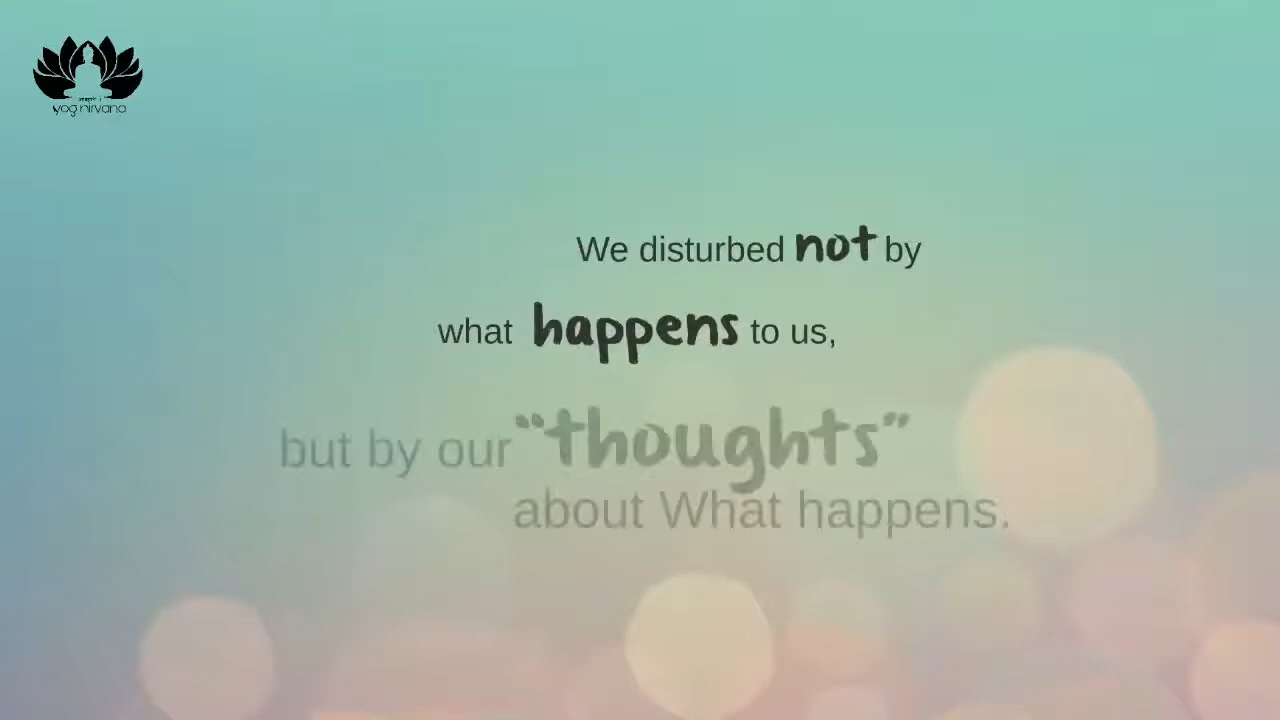 yog nirvana
We disturbed not by
what happens to us,
but by our "thoughts"
about What happens.